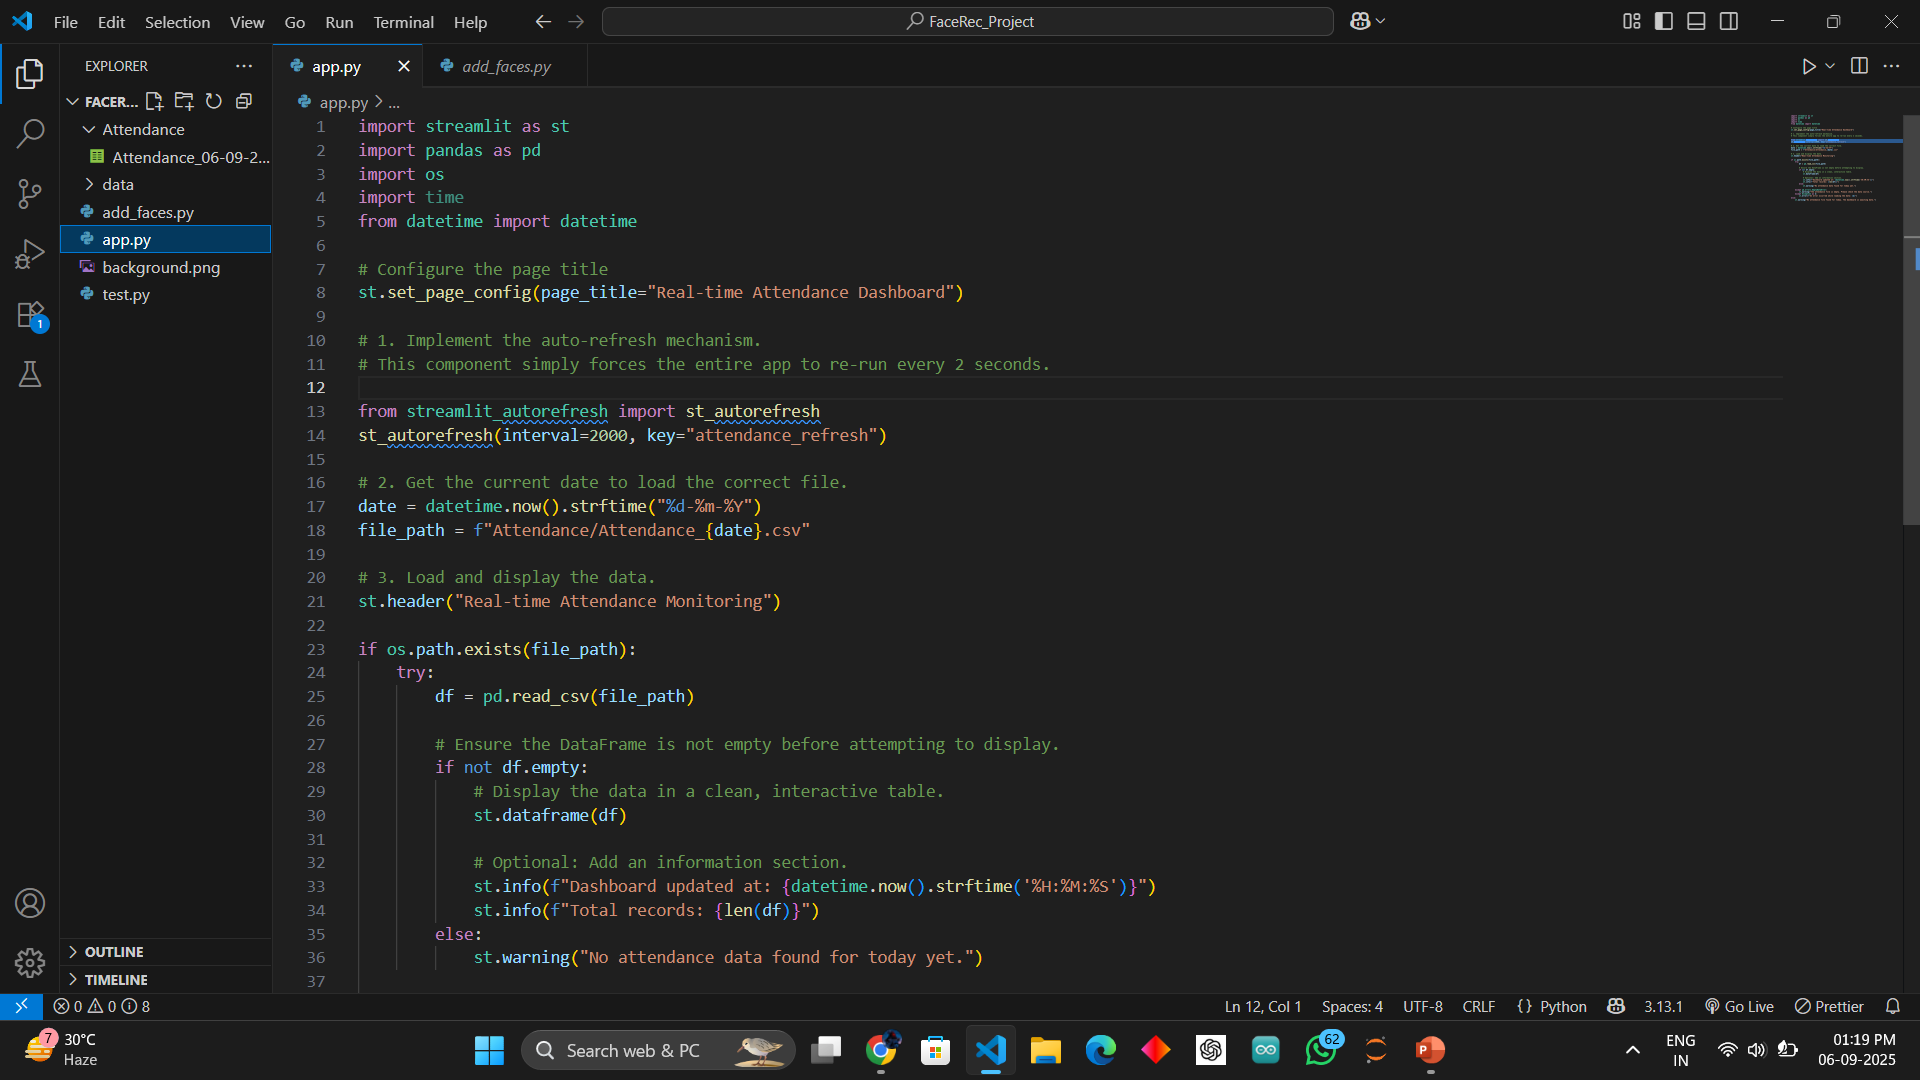 File Edit Selection View Go Run Terminal Help
FaceRec_Project
EXPLORER
FACER...
Attendance
Attendance_06-09-2...
data
add_faces.py
app.py
background.png
test.py
OUTLINE
TIMELINE
1
app.py
add_faces.py
app.py > ...
1 import streamlit as st
2 import pandas as pd
3 import os
4 import time
5 from datetime import datetime
6
7 # Configure the page title
8 st.set_page_config(page_title="Real-time Attendance Dashboard")
9
10 # 1. Implement the auto-refresh mechanism.
11 # This component simply forces the entire app to re-run every 2 seconds.
12
13 from streamlit_autorefresh import st_autorefresh
14 st_autorefresh(interval=2000, key="attendance_refresh")
15
16 # 2. Get the current date to load the correct file.
17 date = datetime.now().strftime("%d-%m-%Y")
18 file_path = f"Attendance/Attendance_{date}.csv"
19
20 # 3. Load and display the data.
21 st.header("Real-time Attendance Monitoring")
22
23 if os.path.exists(file_path):
24     try:
25         df = pd.read_csv(file_path)
26
27         # Ensure the DataFrame is not empty before attempting to display.
28         if not df.empty:
29             # Display the data in a clean, interactive table.
30             st.dataframe(df)
31
32             # Optional: Add an information section.
33             st.info(f"Dashboard updated at: {datetime.now().strftime('%H:%M:%S')}")
34             st.info(f"Total records: {len(df)}")
35         else:
36             st.warning("No attendance data found for today yet.")
37
0 0 8
Ln 12, Col 1 Spaces: 4 UTF-8 CRLF {} Python 3.13.1 Go Live Prettier
7
30°C
Haze
Search web & PC
62
ENG
IN
01:19 PM
06-09-2025